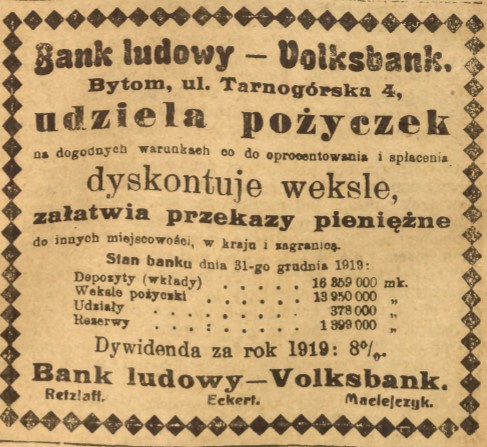 Bank ludowy – Volksbank.
Bytom, ul. Tarnogórska 4,
udziela pożyczek
na dogodnych warunkach co do oprocentowania i spłacenia
dyskontuje weksle,
załatwia przekazy pieniężne
do innych miejscowości, w kraju i zagranicą.
Stan banku dnia 31-go grudnia 1919:
Depozyty (wkłady) . . . . . 16 859 000 mk.
Weksle pożyczki . . . . . 13 950 000 „
Udziały . . . . . . . 378 000 „
Rezerwy . . . . . . . 1 899 000 „
Dywidenda za rok 1919: 8%.
Bank ludowy—Volksbank.
Retzlaff. Eckert. Maciejczyk.